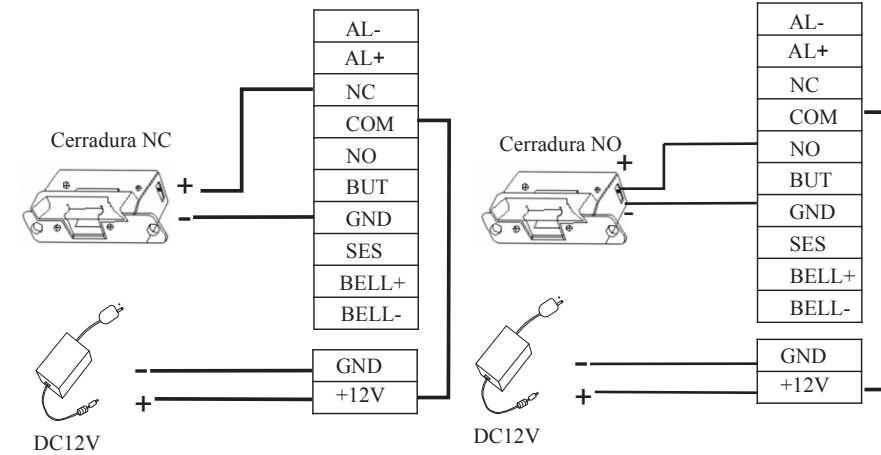 AL-
AL+
NC
COM
NO
BUT
GND
SES
BELL+
BELL-
Cerradura NC
+
-
GND
+12V
-
+
DC12V
AL-
AL+
NC
COM
NO
BUT
GND
SES
BELL+
BELL-
Cerradura NO
+
-
GND
+12V
-
+
DC12V